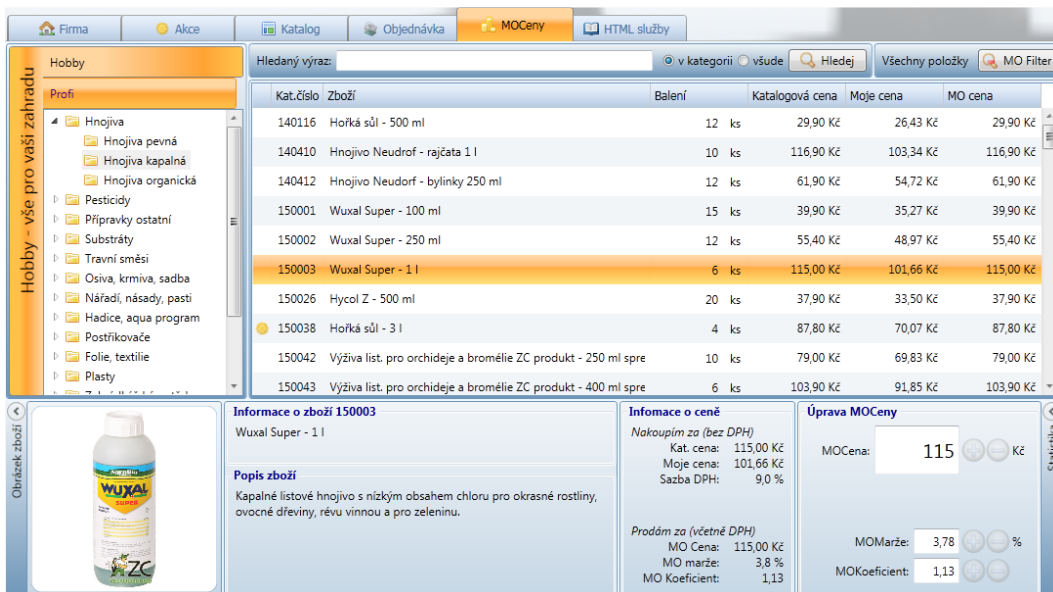 Firma Akce Katalog Objednávka MOCeny HTML služby
Hobby - vše pro vaši zahradu
Hobby
Profi
Hnojiva
Hnojiva pevná
Hnojiva kapalná
Hnojiva organická
Pesticidy
Přípravky ostatní
Substráty
Travní směsi
Osiva, krmiva, sadba
Nářadí, násady, pasti
Hadice, aqua program
Postřikovače
Folie, textilie
Plasty
Hledaný výraz: v kategorii všude Hledej Všechny položky MO Filter
Kat.číslo Zboží Balení Katalogová cena Moje cena MO cena
140116 Hořká sůl - 500 ml 12 ks 29,90 Kč 26,43 Kč 29,90 Kč
140410 Hnojivo Neudrof - rajčata 1 l 10 ks 116,90 Kč 103,34 Kč 116,90 Kč
140412 Hnojivo Neudorf - bylinky 250 ml 12 ks 61,90 Kč 54,72 Kč 61,90 Kč
150001 Wuxal Super - 100 ml 15 ks 39,90 Kč 35,27 Kč 39,90 Kč
150002 Wuxal Super - 250 ml 12 ks 55,40 Kč 48,97 Kč 55,40 Kč
150003 Wuxal Super - 1 l 6 ks 115,00 Kč 101,66 Kč 115,00 Kč
150026 Hycol Z - 500 ml 20 ks 37,90 Kč 33,50 Kč 37,90 Kč
150038 Hořká sůl - 3 l 4 ks 87,80 Kč 70,07 Kč 87,80 Kč
150042 Výživa list. pro orchideje a bromélie ZC produkt - 250 ml spre 10 ks 79,00 Kč 69,83 Kč 79,00 Kč
150043 Výživa list. pro orchideje a bromélie ZC produkt - 400 ml spre 6 ks 103,90 Kč 91,85 Kč 103,90 Kč
Obrázek zboží
WUXAL
SUPER
ZC
Informace o zboží 150003
Wuxal Super - 1 l
Popis zboží
Kapalné listové hnojivo s nízkým obsahem chloru pro okrasné rostliny,
ovocné dřeviny, révu vinnou a pro zeleninu.
Infomace o ceně
Nakoupím za (bez DPH)
Kat. cena: 115,00 Kč
Moje cena: 101,66 Kč
Sazba DPH: 9,0 %
Prodám za (včetně DPH)
MO Cena: 115,00 Kč
MO marže: 3,8 %
MO Koeficient: 1,13
Úprava MOCeny
MOCena: 115 Kč
MOMarže: 3,78 %
MOKoeficient: 1,13
Statistika